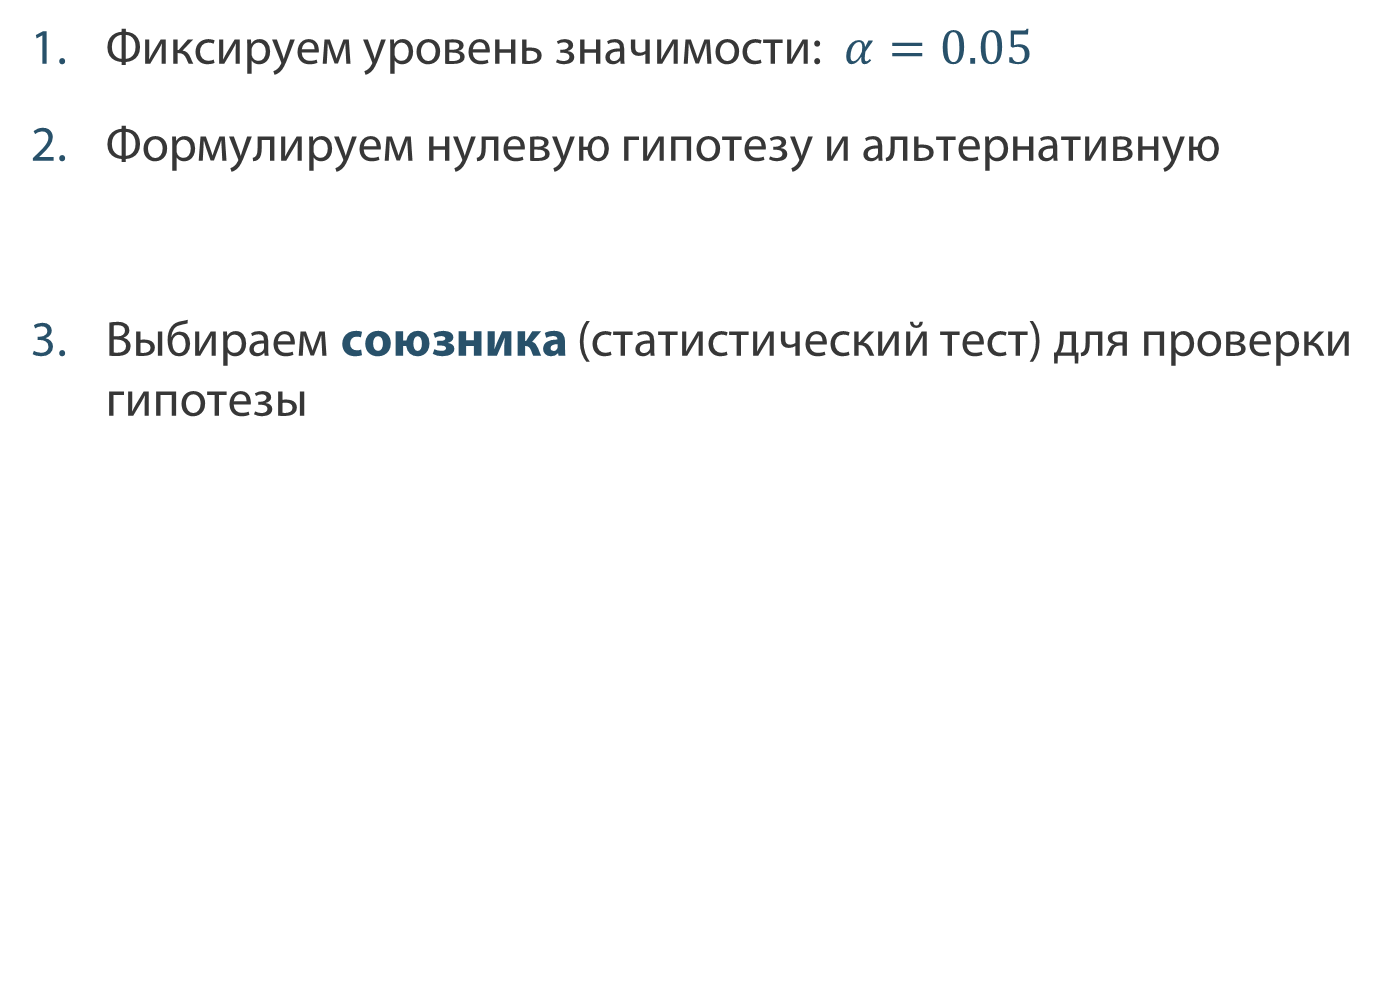 1. Фиксируем уровень значимости: α = 0.05
2. Формулируем нулевую гипотезу и альтернативную
3. Выбираем союзника (статистический тест) для проверки
гипотезы